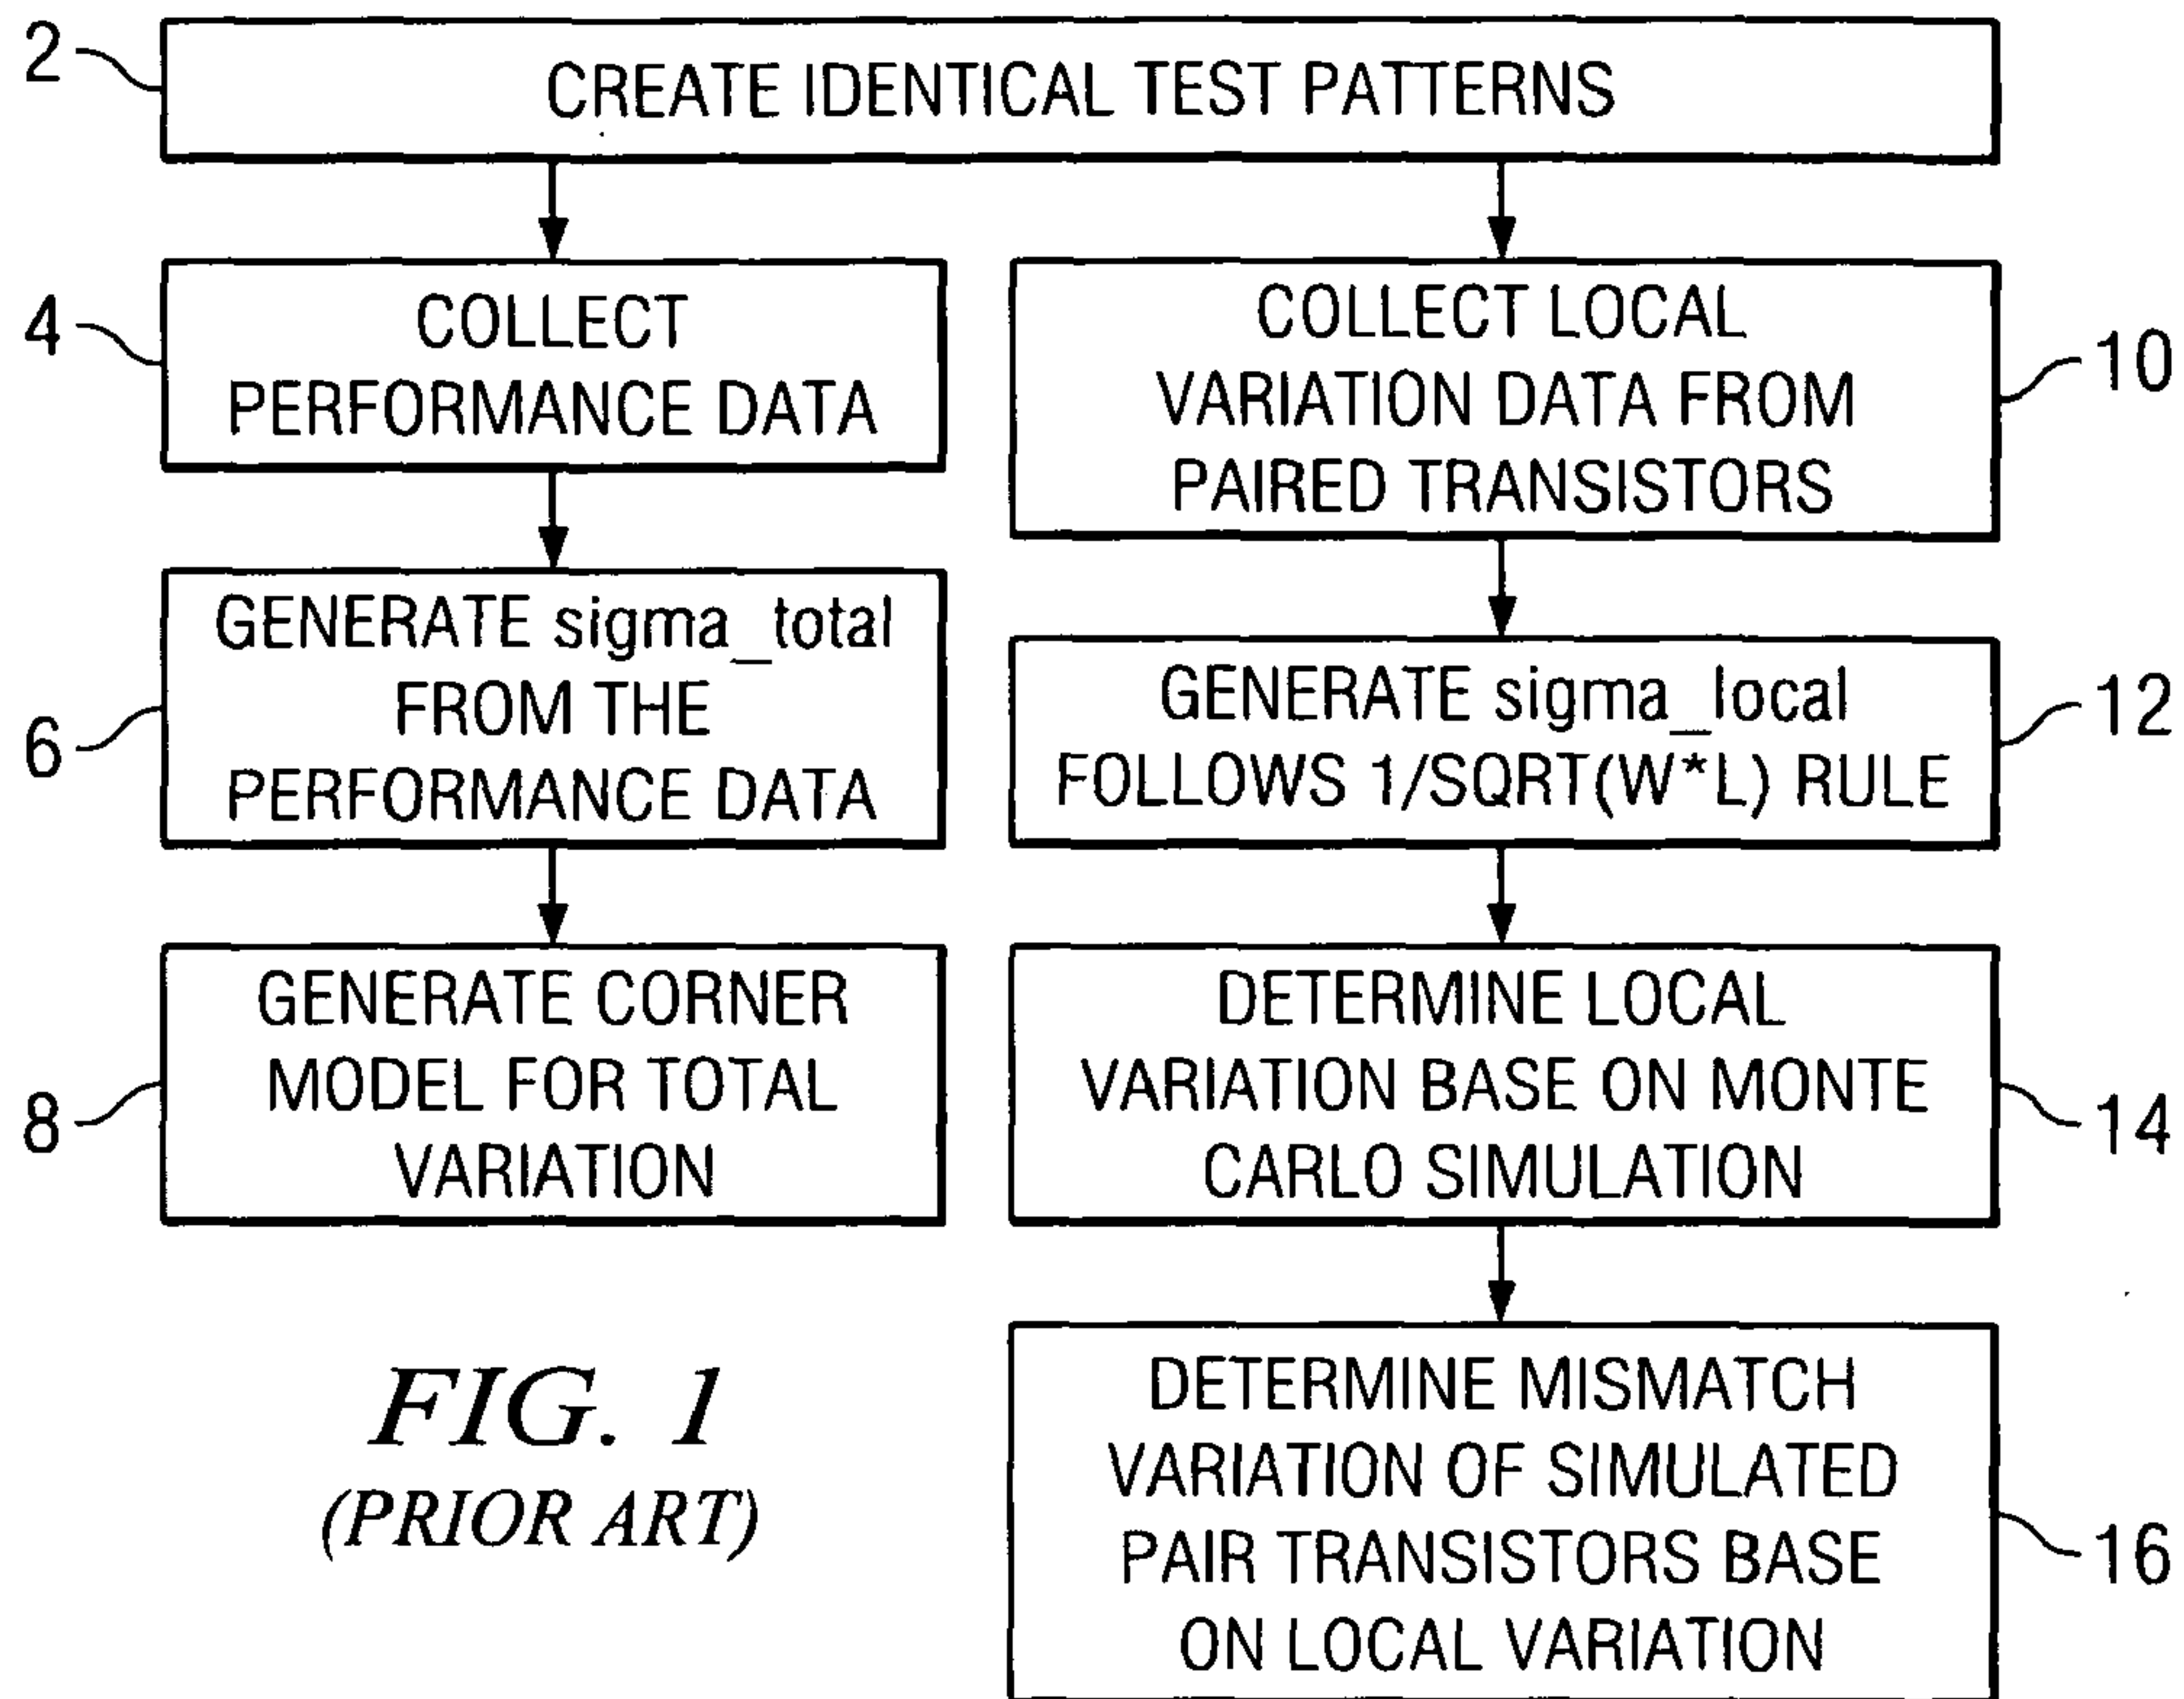 2
CREATE IDENTICAL TEST PATTERNS
4
COLLECT
PERFORMANCE DATA
6
GENERATE sigma_total
FROM THE
PERFORMANCE DATA
8
GENERATE CORNER
MODEL FOR TOTAL
VARIATION
COLLECT LOCAL
VARIATION DATA FROM
PAIRED TRANSISTORS
10
GENERATE sigma_local
FOLLOWS 1/SQRT(W*L) RULE
12
DETERMINE LOCAL
VARIATION BASE ON MONTE
CARLO SIMULATION
14
DETERMINE MISMATCH
VARIATION OF SIMULATED
PAIR TRANSISTORS BASE
ON LOCAL VARIATION
16
FIG. 1
(PRIOR ART)